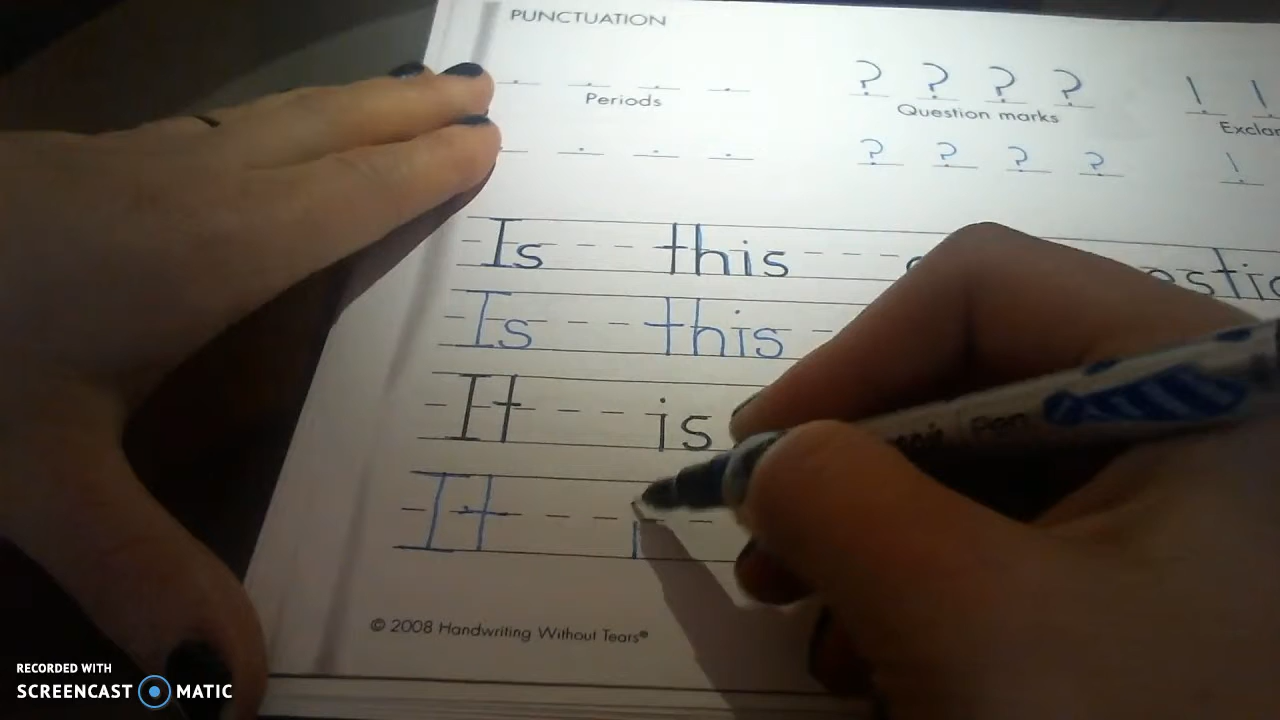 PUNCTUATION
. . . . ? ? ? ? ! !
Periods Question marks
. . . . ? ? ? ? !
Is this
Is this
It is
It i
Pen
© 2008 Handwriting Without Tears®
RECORDED WITH
SCREENCAST MATIC